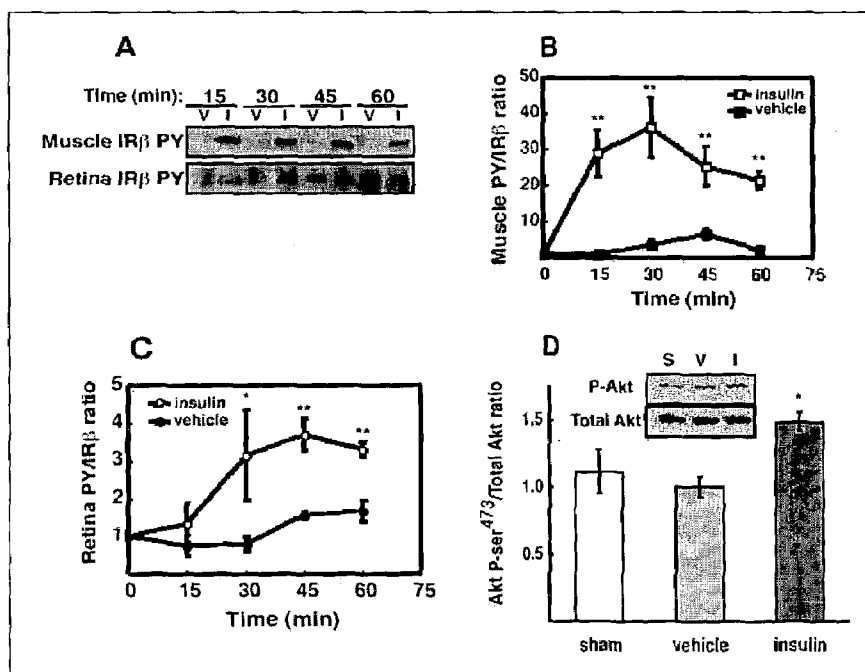 A
Time (min): 15 30 45 60
V I V I V I V I
Muscle IRβ PY
Retina IRβ PY
B
Muscle PY/IRβ ratio
50
40
30
20
10
insulin
vehicle
**
**
**
**
0 15 30 45 60 75
Time (min)
C
Retina PY/IRβ ratio
5
4
3
2
1
insulin
vehicle
*
**
**
0 15 30 45 60 75
Time (min)
D
S V I
P-Akt
Total Akt
Akt P-ser473/Total Akt ratio
1.5
1.0
0.5
*
sham vehicle insulin